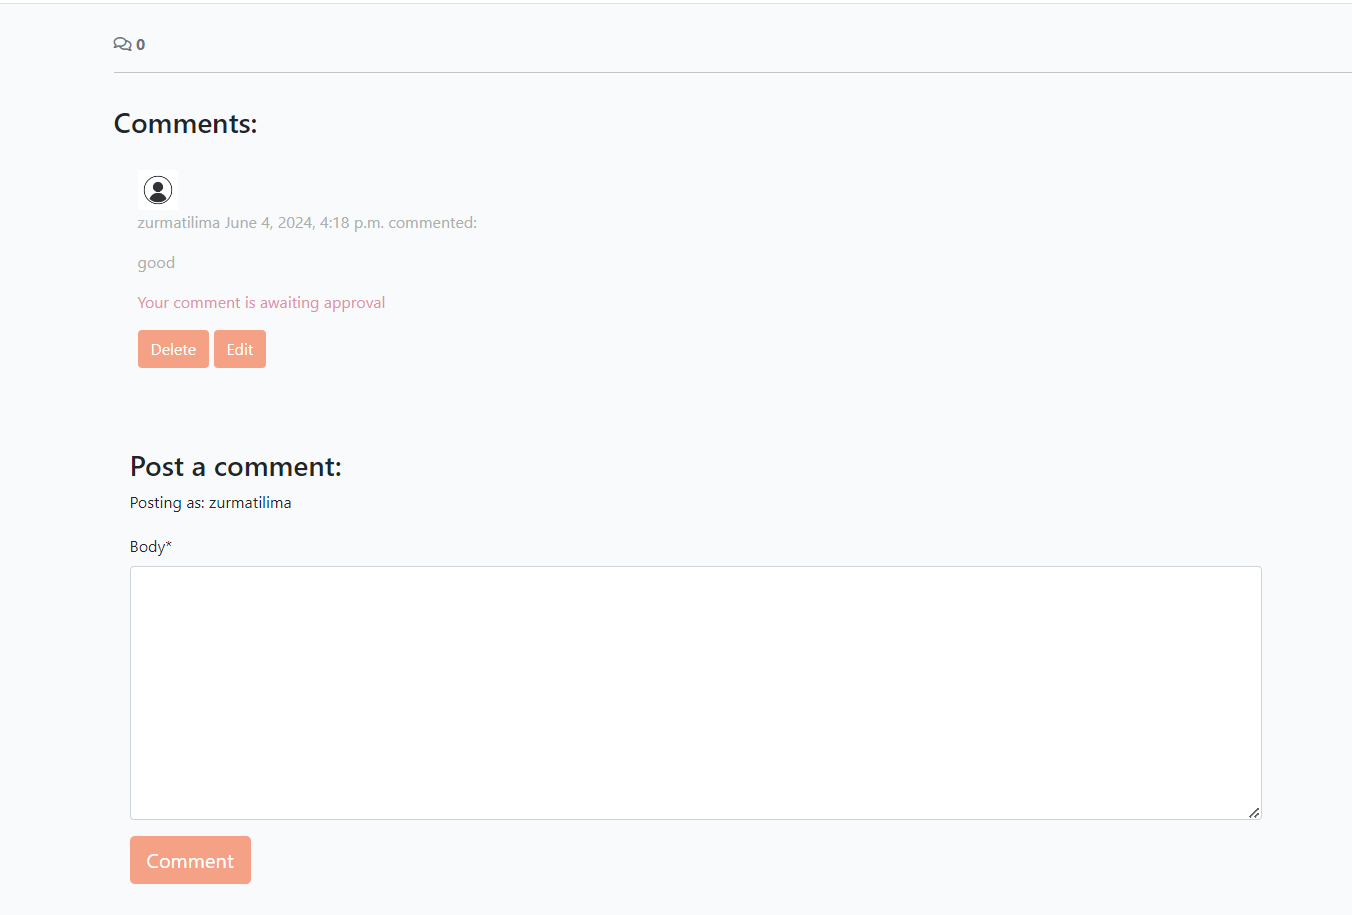 0
Comments:
zurmatilima June 4, 2024, 4:18 p.m. commented:
good
Your comment is awaiting approval
Delete Edit
Post a comment:
Posting as: zurmatilima
Body*
Comment